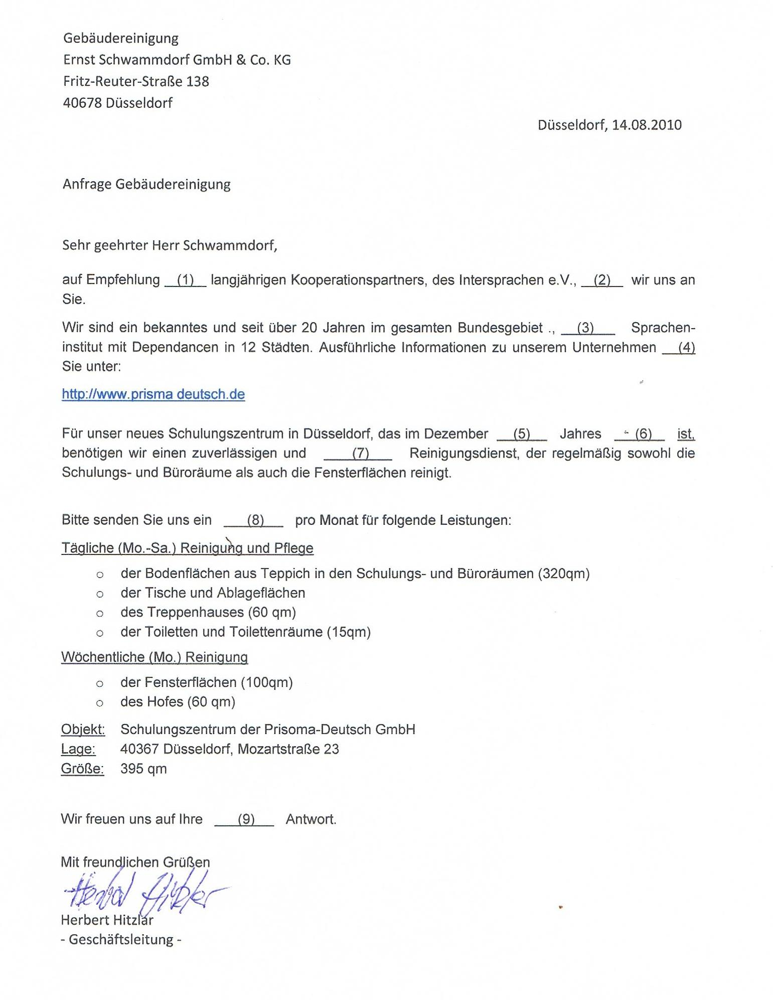 Gebäudereinigung
Ernst Schwammdorf GmbH & Co. KG
Fritz-Reuter-Straße 138
40678 Düsseldorf
Düsseldorf, 14.08.2010
Anfrage Gebäudereinigung
Sehr geehrter Herr Schwammdorf,
auf Empfehlung __(1)__ langjährigen Kooperationspartners, des Intersprachen e.V., __(2)__ wir uns an
Sie.
Wir sind ein bekanntes und seit über 20 Jahren im gesamten Bundesgebiet ., __(3)___ Sprachen-
institut mit Dependancen in 12 Städten. Ausführliche Informationen zu unserem Unternehmen __(4)
Sie unter:
http://www.prisma deutsch.de
Für unser neues Schulungszentrum in Düsseldorf, das im Dezember __(5)__ Jahres __(6)__ ist,
benötigen wir einen zuverlässigen und ____(7)___ Reinigungsdienst, der regelmäßig sowohl die
Schulungs- und Büroräume als auch die Fensterflächen reinigt.
Bitte senden Sie uns ein ___(8)___ pro Monat für folgende Leistungen:
Tägliche (Mo.-Sa.) Reinigung und Pflege
o der Bodenflächen aus Teppich in den Schulungs- und Büroräumen (320qm)
o der Tische und Ablageflächen
o des Treppenhauses (60 qm)
o der Toiletten und Toilettenräume (15qm)
Wöchentliche (Mo.) Reinigung
o der Fensterflächen (100qm)
o des Hofes (60 qm)
Objekt: Schulungszentrum der Prisoma-Deutsch GmbH
Lage: 40367 Düsseldorf, Mozartstraße 23
Größe: 395 qm
Wir freuen uns auf Ihre ___(9)___ Antwort.
Mit freundlichen Grüßen
Herbert Hitzlar
- Geschäftsleitung -